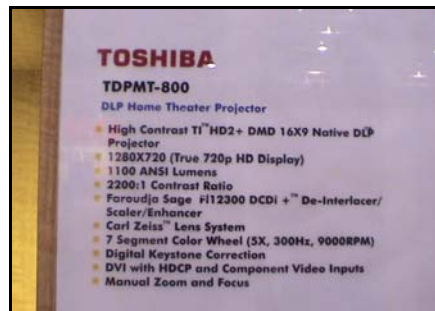 TOSHIBA
TDPMT-800
DLP Home Theater Projector
High Contrast TI™HD2+ DMD 16X9 Native DLP
Projector
1280X720 (True 720p HD Display)
1100 ANSI Lumens
2200:1 Contrast Ratio
Faroudja Sage Fli2300 DCDi +™ De-Interlacer/
Scaler/Enhancer
Carl Zeiss™ Lens System
7 Segment Color Wheel (5X, 300Hz, 9000RPM)
Digital Keystone Correction
DVI with HDCP and Component Video Inputs
Manual Zoom and Focus